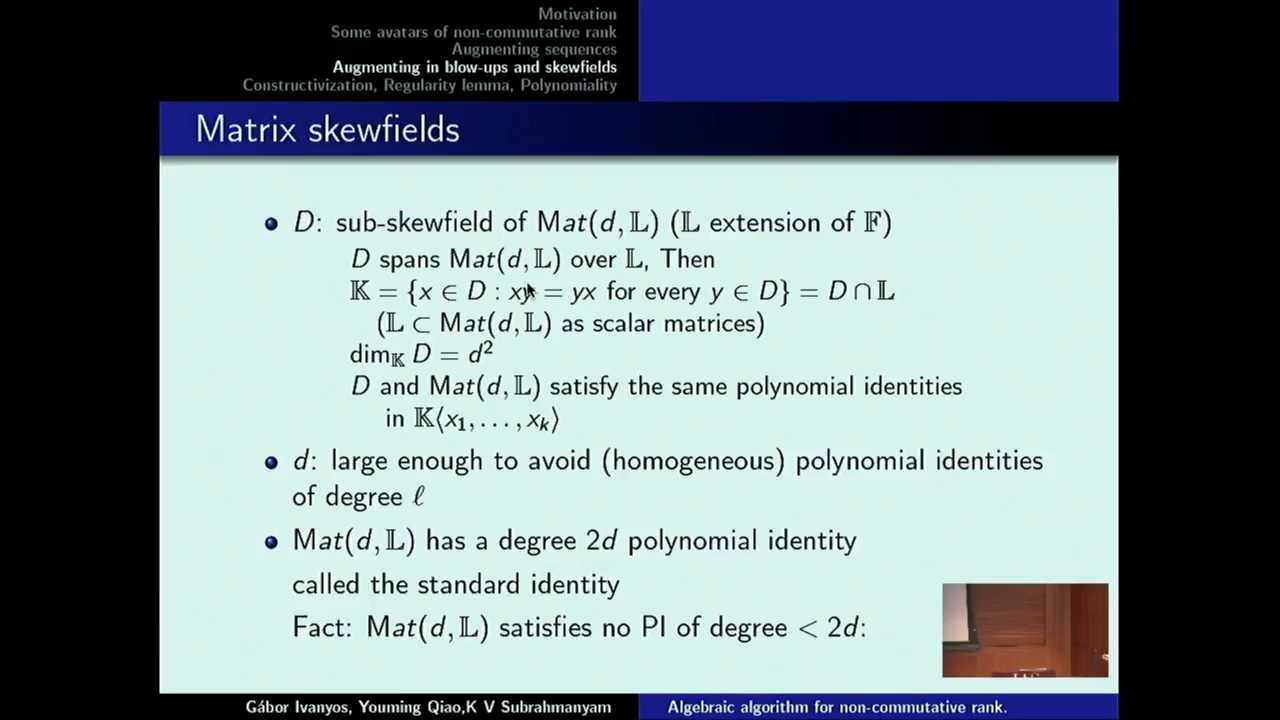 Motivation
Some avatars of non-commutative rank
Augmenting sequences
Augmenting in blow-ups and skewfields
Constructivization, Regularity lemma, Polynomiality
Matrix skewfields
D: sub-skewfield of Mat(d, 𝕃) (𝕃 extension of 𝔽)
D spans Mat(d, 𝕃) over 𝕃, Then
𝕂 = {x ∈ D : xy = yx for every y ∈ D} = D ∩ 𝕃
(𝕃 ⊂ Mat(d, 𝕃) as scalar matrices)
dim𝕂 D = d²
D and Mat(d, 𝕃) satisfy the same polynomial identities
in 𝕂⟨x₁, . . . , xₖ⟩
d: large enough to avoid (homogeneous) polynomial identities
of degree ℓ
Mat(d, 𝕃) has a degree 2d polynomial identity
called the standard identity
Fact: Mat(d, 𝕃) satisfies no PI of degree < 2d:
Gábor Ivanyos, Youming Qiao,K V Subrahmanyam
Algebraic algorithm for non-commutative rank.